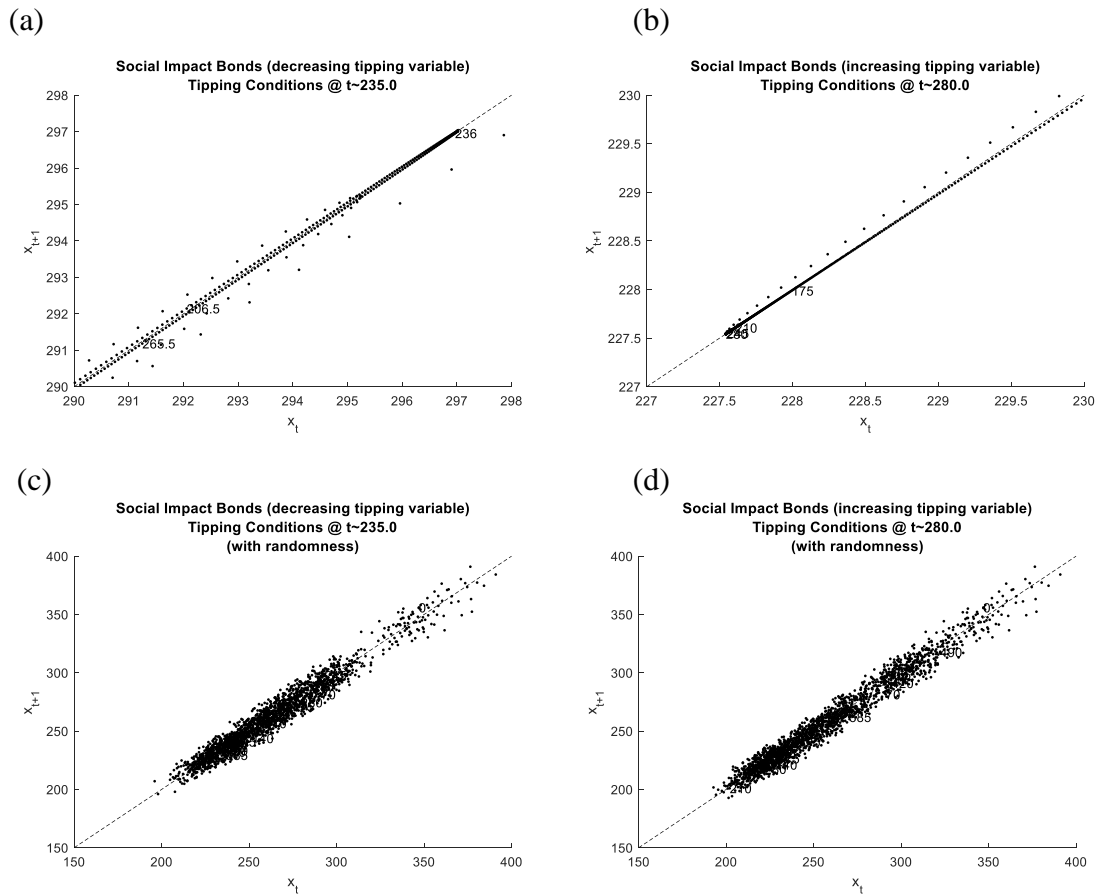 (a)
Social Impact Bonds (decreasing tipping variable)
Tipping Conditions @ t~235.0
298
297
296
295
294
293
292
291
290
x_{t+1}
236
206.5
265.5
290
291
292
293
294
295
296
297
298
x_t
(b)
Social Impact Bonds (increasing tipping variable)
Tipping Conditions @ t~280.0
230
229.5
229
228.5
228
227.5
227
x_{t+1}
175
227
227.5
228
228.5
229
229.5
230
x_t
(c)
Social Impact Bonds (decreasing tipping variable)
Tipping Conditions @ t~235.0
(with randomness)
400
350
300
250
200
150
x_{t+1}
0
150
200
250
300
350
400
x_t
(d)
Social Impact Bonds (increasing tipping variable)
Tipping Conditions @ t~280.0
(with randomness)
400
350
300
250
200
150
x_{t+1}
0
490
210
150
200
250
300
350
400
x_t